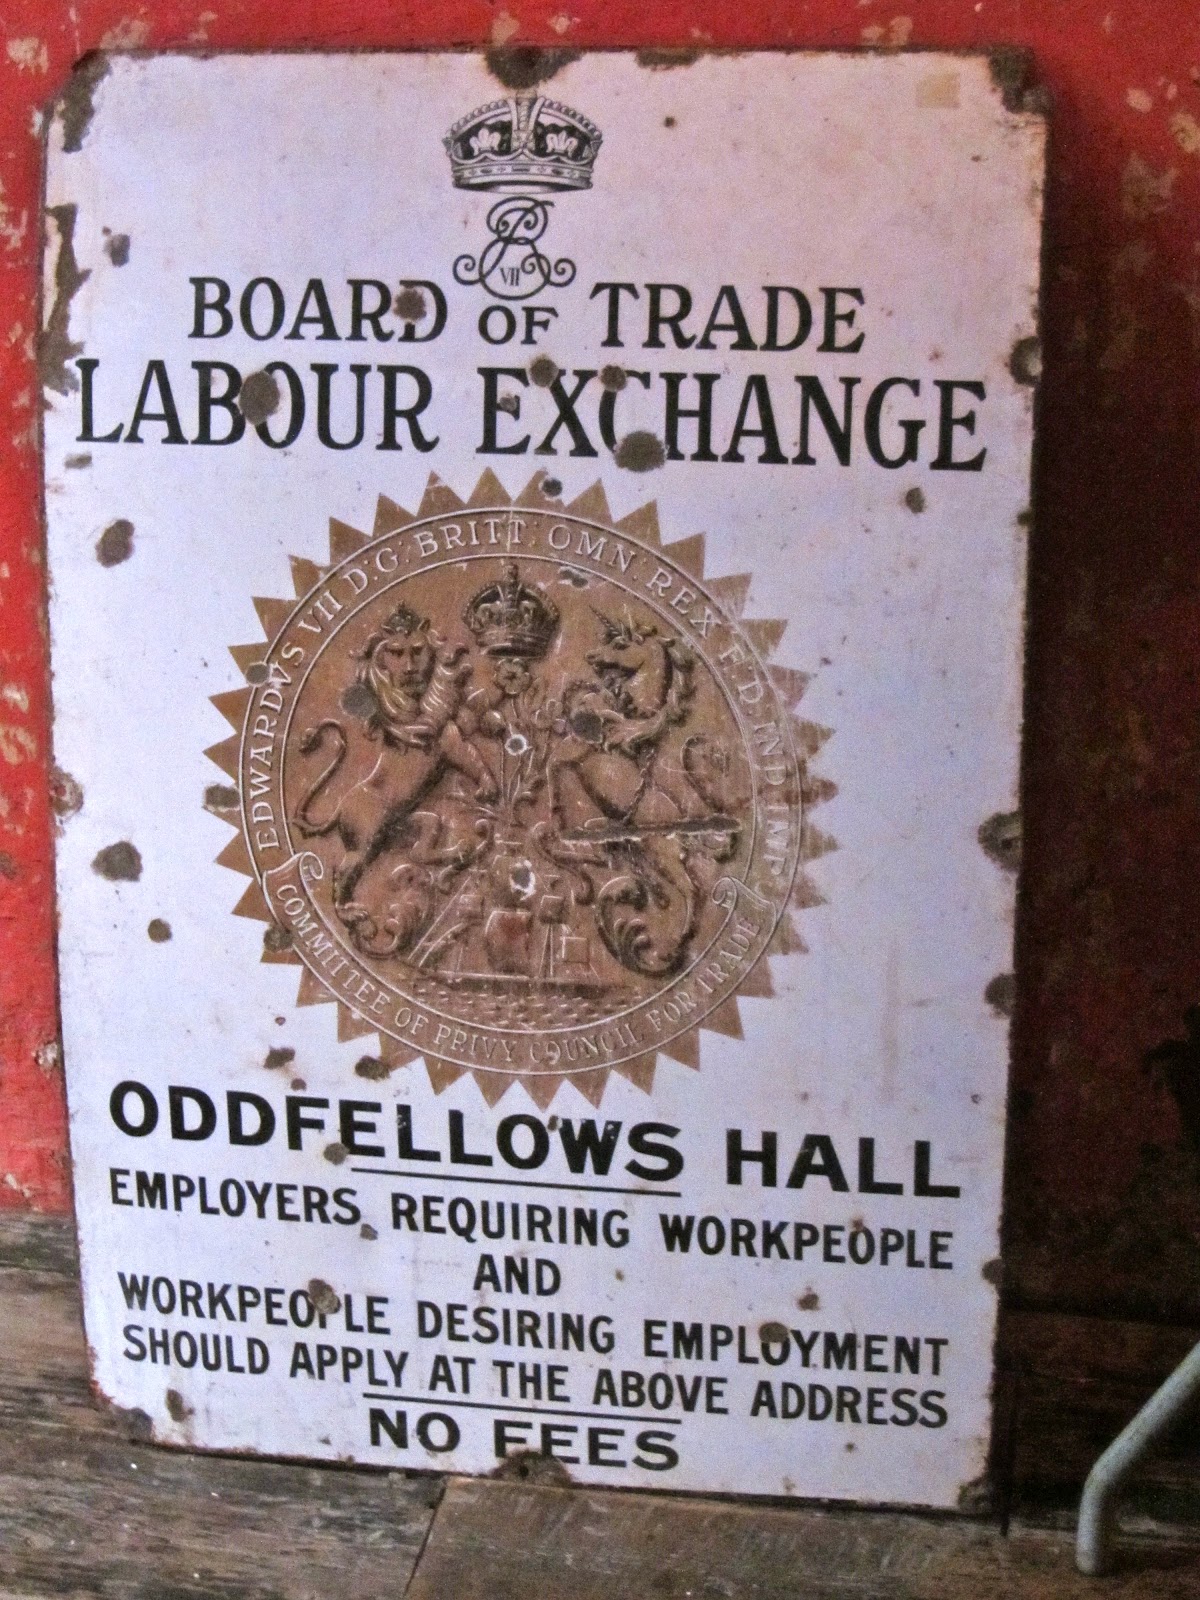 ER
VII
BOARD OF TRADE
LABOUR EXCHANGE
EDWARDVS VII D:G: BRITT: OMN: REX F:D: IND: IMP:
COMMITTEE OF PRIVY COUNCIL FOR TRADE
ODDFELLOWS HALL
EMPLOYERS REQUIRING WORKPEOPLE
AND
WORKPEOPLE DESIRING EMPLOYMENT
SHOULD APPLY AT THE ABOVE ADDRESS
NO FEES